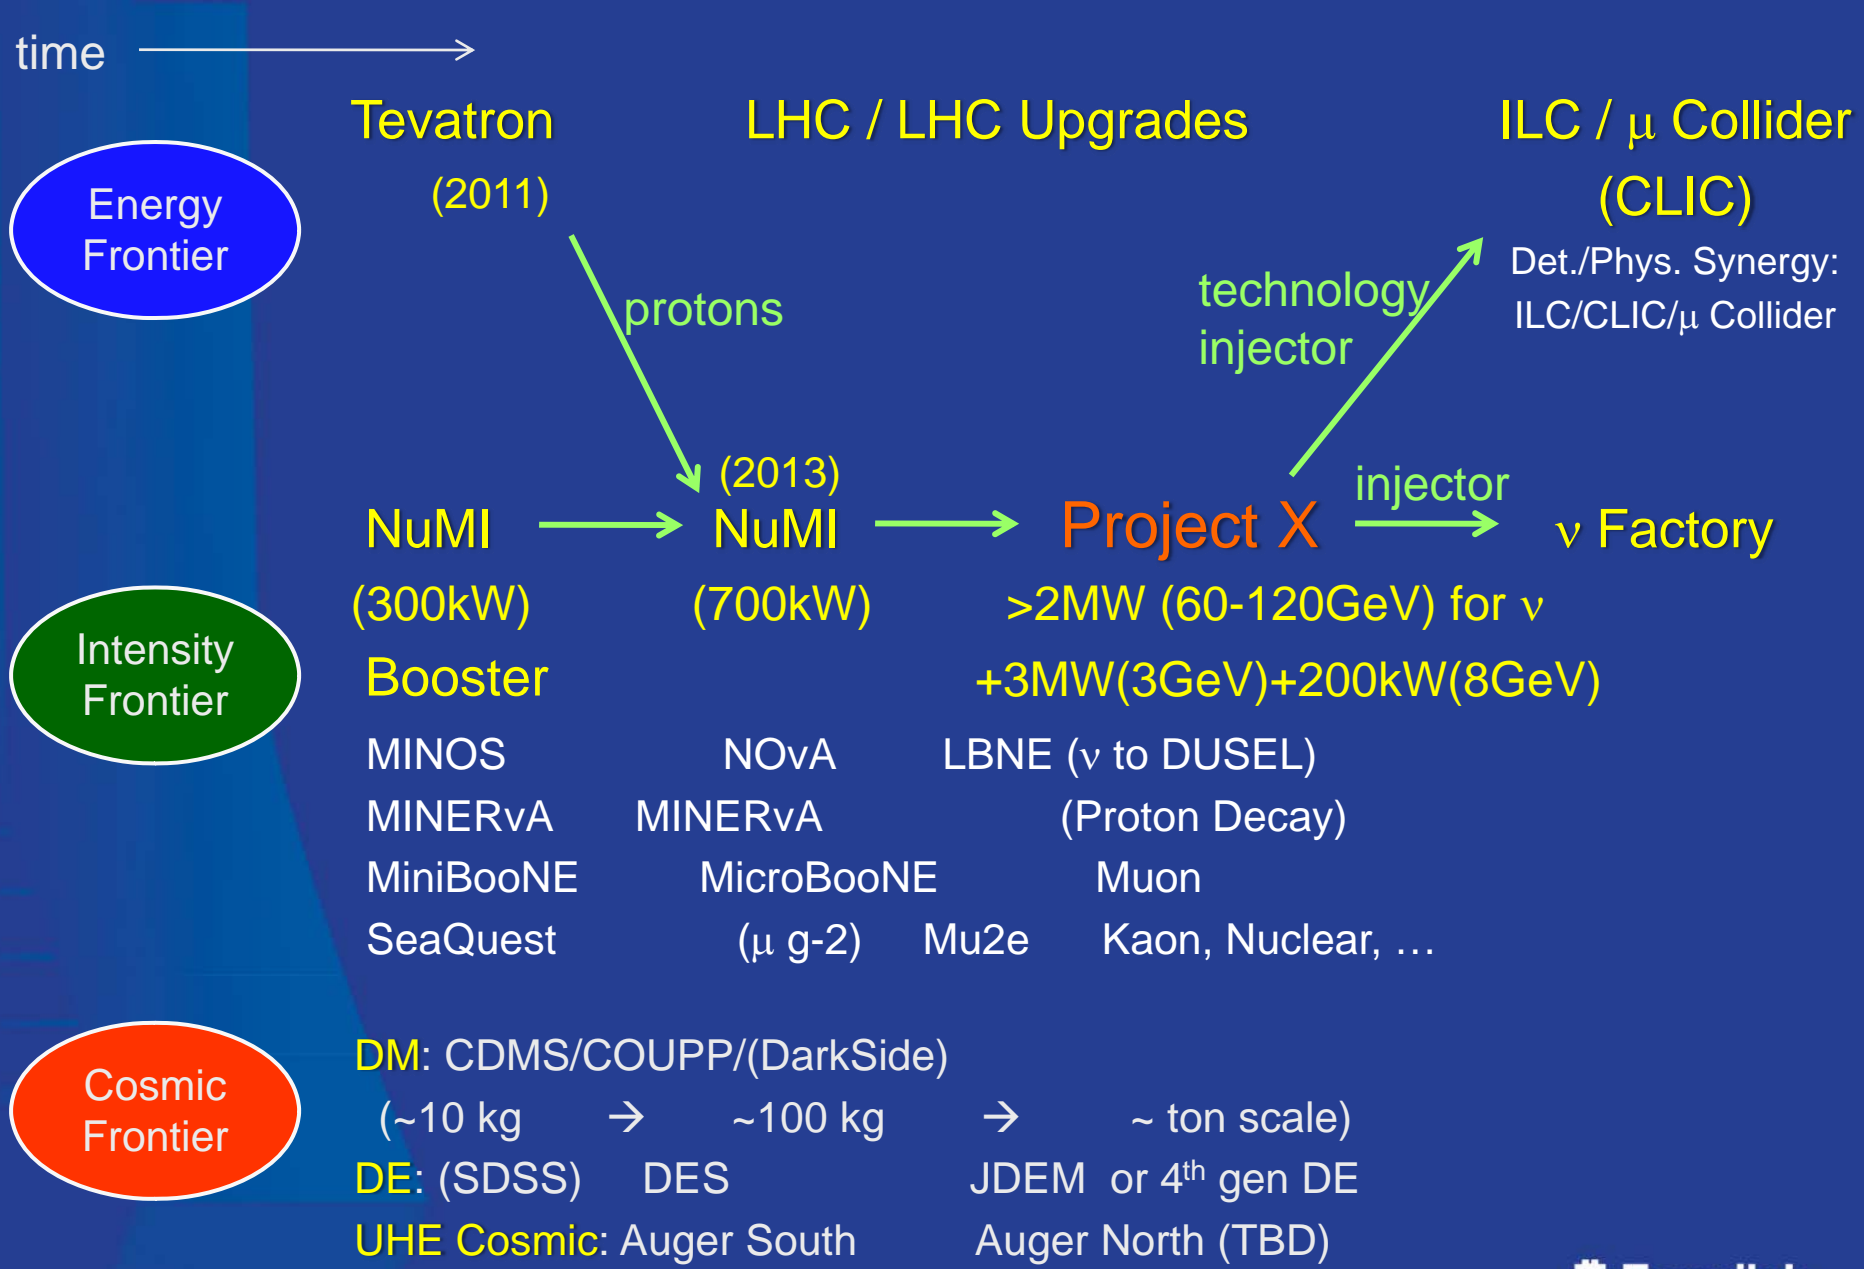 time
Tevatron LHC / LHC Upgrades ILC / μ Collider
(2011) (CLIC)
Energy
Frontier
Det./Phys. Synergy:
ILC/CLIC/μ Collider
protons
technology
injector
(2013)
injector
NuMI NuMI Project X ν Factory
(300kW) (700kW) >2MW (60-120GeV) for ν
Intensity
Frontier
Booster +3MW(3GeV)+200kW(8GeV)
MINOS NOvA LBNE (ν to DUSEL)
MINERvA MINERvA (Proton Decay)
MiniBooNE MicroBooNE Muon
SeaQuest (μ g-2) Mu2e Kaon, Nuclear, …
Cosmic
Frontier
DM: CDMS/COUPP/(DarkSide)
(~10 kg → ~100 kg → ~ ton scale)
DE: (SDSS) DES JDEM or 4th gen DE
UHE Cosmic: Auger South Auger North (TBD)